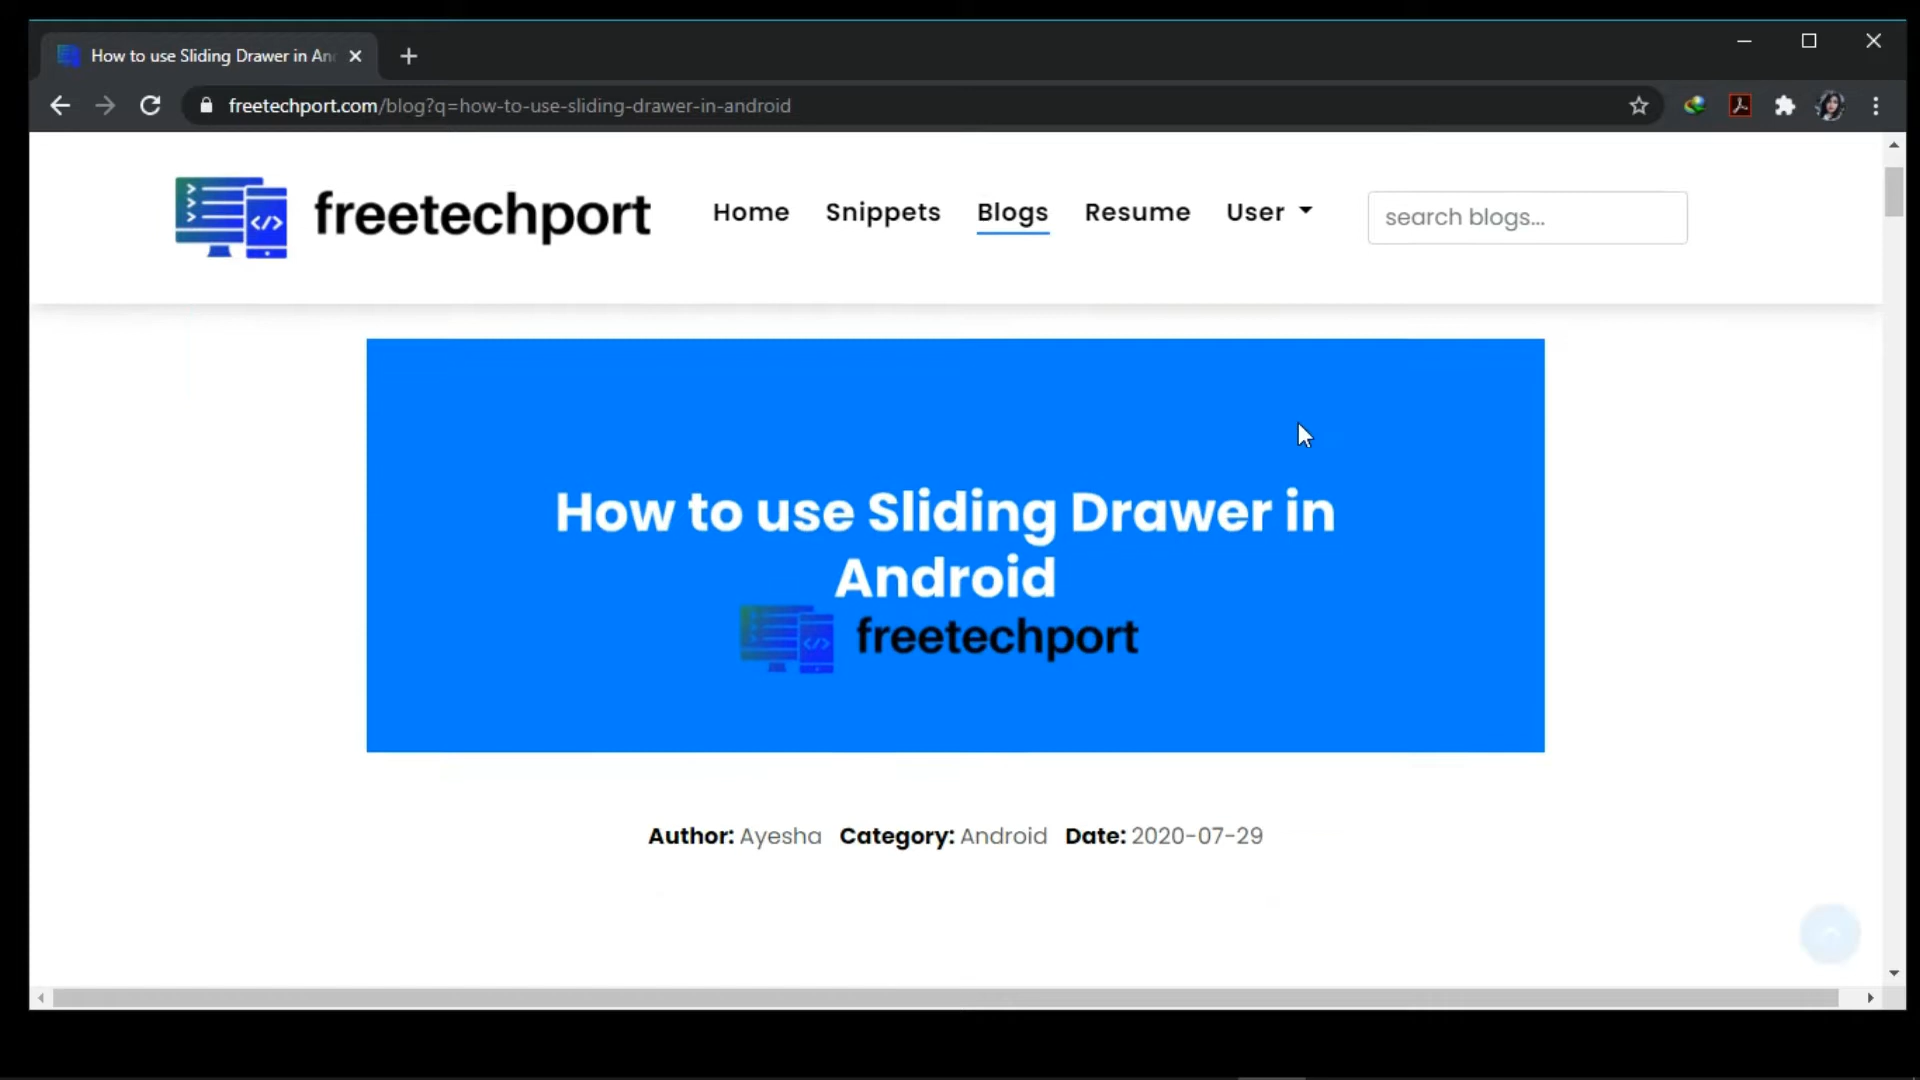 How to use Sliding Drawer in An
freetechport.com/blog?q=how-to-use-sliding-drawer-in-android
freetechport Home Snippets Blogs Resume User search blogs...
How to use Sliding Drawer in
Android
freetechport
Author: Ayesha Category: Android Date: 2020-07-29